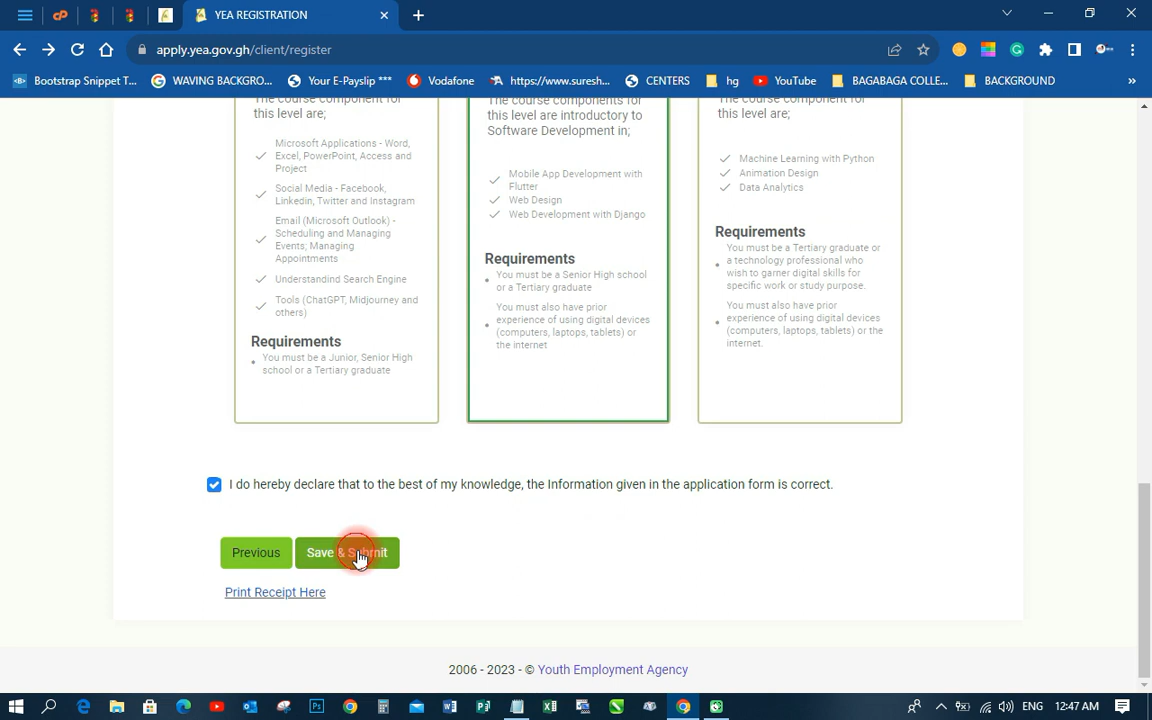 YEA REGISTRATION
apply.yea.gov.gh/client/register
Bootstrap Snippet T...
WAVING BACKGRO...
Your E-Payslip ***
Vodafone
https://www.suresh...
CENTERS
hg
YouTube
BAGABAGA COLLE...
BACKGROUND
»
The course component for
this level are;
Microsoft Applications - Word,
Excel, PowerPoint, Access and
Project
Social Media - Facebook,
Linkedin, Twitter and Instagram
Email (Microsoft Outlook) -
Scheduling and Managing
Events; Managing
Appointments
Understandind Search Engine
Tools (ChatGPT, Midjourney and
others)
Requirements
You must be a Junior, Senior High
school or a Tertiary graduate
The course components for
this level are introductory to
Software Development in;
Mobile App Development with
Flutter
Web Design
Web Development with Django
Requirements
You must be a Senior High school
or a Tertiary graduate
You must also have prior
experience of using digital devices
(computers, laptops, tablets) or
the internet
The course component for
this level are;
Machine Learning with Python
Animation Design
Data Analytics
Requirements
You must be a Tertiary graduate or
a technology professional who
wish to garner digital skills for
specific work or study purpose.
You must also have prior
experience of using digital devices
(computers, laptops, tablets) or the
internet.
I do hereby declare that to the best of my knowledge, the Information given in the application form is correct.
Previous
Save & Submit
Print Receipt Here
2006 - 2023 - © Youth Employment Agency
ENG
12:47 AM